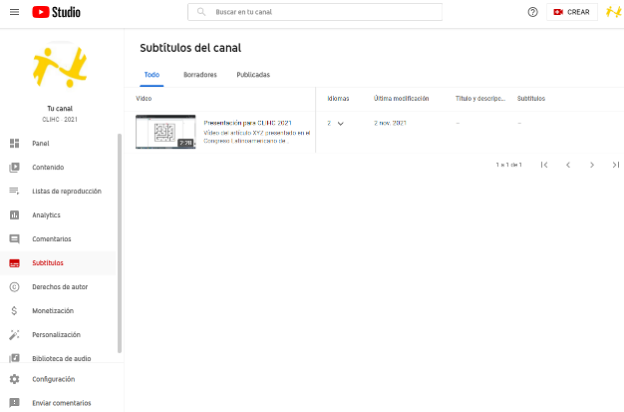 Studio
Buscar en tu canal
CREAR
Tu canal
CLIHC 2021
Panel
Contenido
Listas de reproducción
Analytics
Comentarios
Subtítulos
Derechos de autor
Monetización
Personalización
Biblioteca de audio
Configuración
Enviar comentarios
Subtítulos del canal
Todo
Borradores
Publicadas
Video
Idiomas
Última modificación
Título y descripc...
Subtítulos
7:20
Presentación para CLIHC 2021
Vídeo del artículo XYZ presentado en el
Congreso Latinoamericano de...
2
2 nov. 2021
–
–
1 a 1 de 1